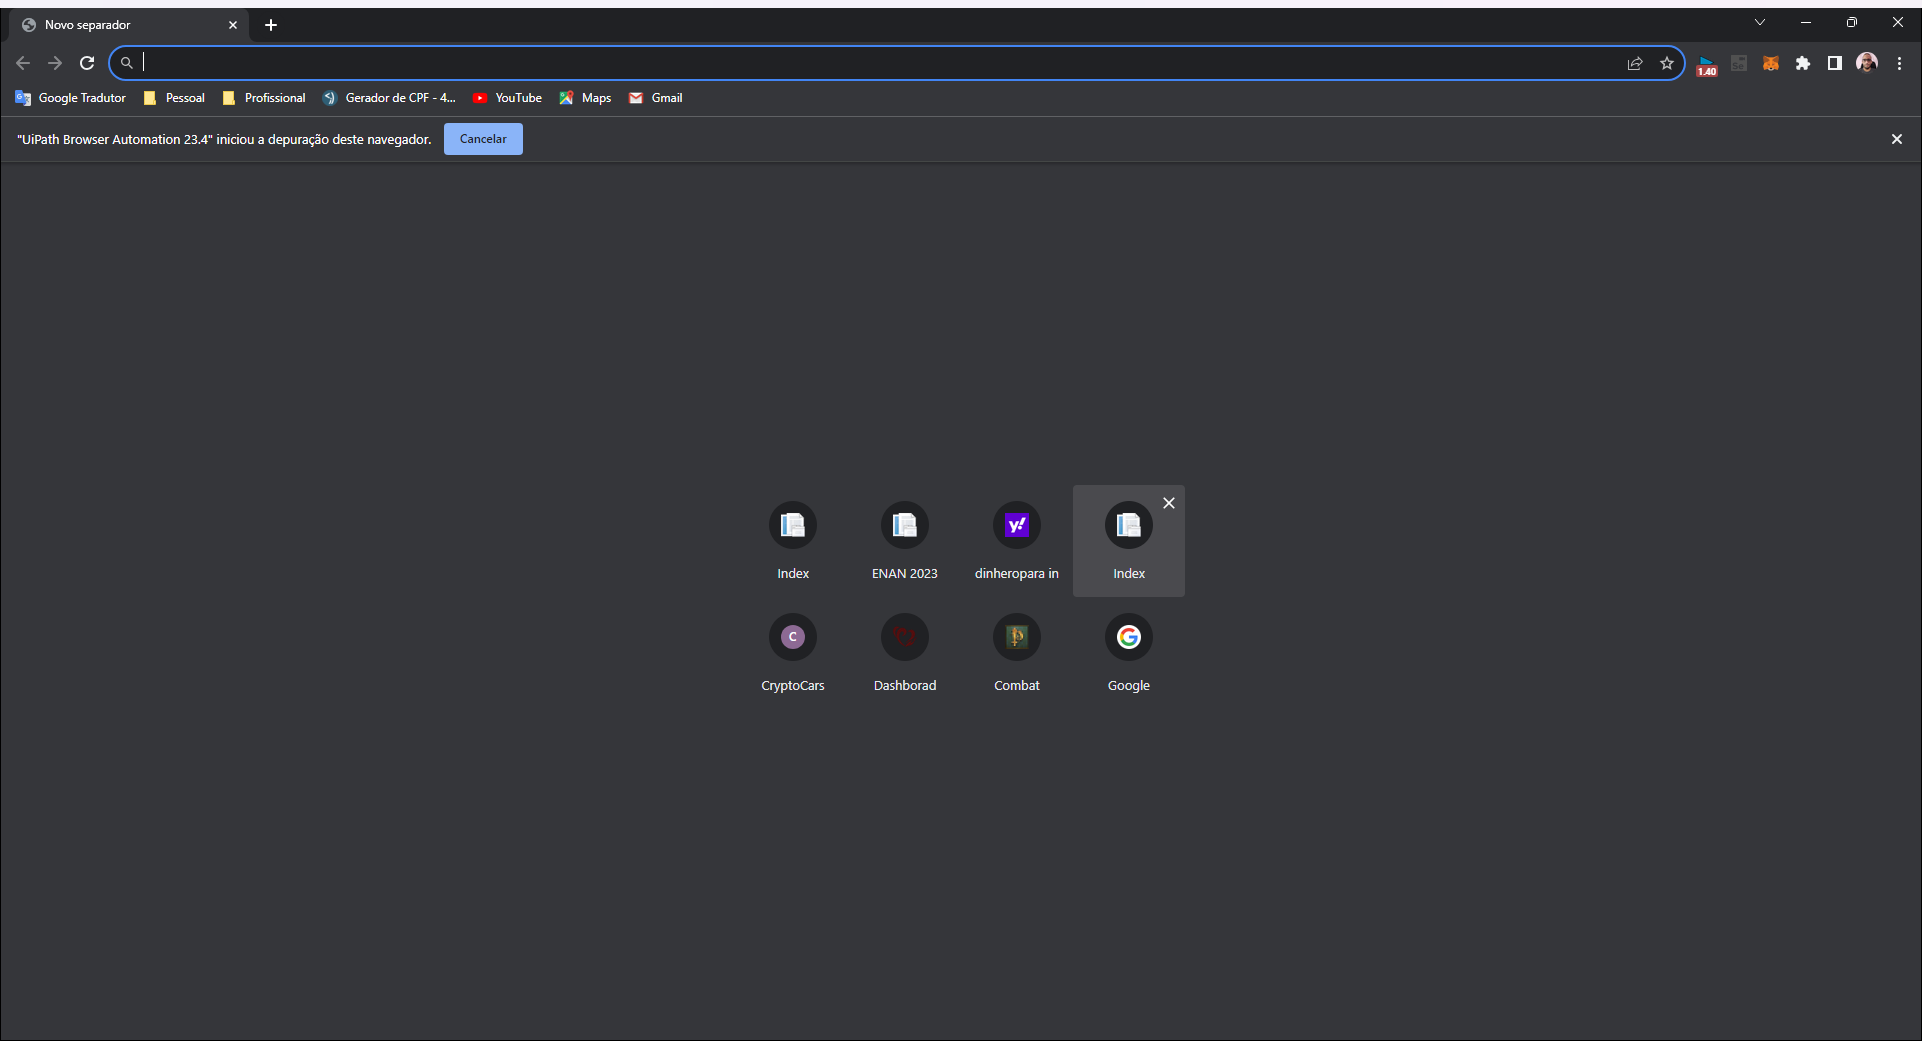 Novo separador
1.40
Google Tradutor Pessoal Profissional Gerador de CPF - 4... YouTube Maps Gmail
"UiPath Browser Automation 23.4" iniciou a depuração deste navegador. Cancelar
Index ENAN 2023 dinheropara in Index
C
CryptoCars Dashborad Combat Google